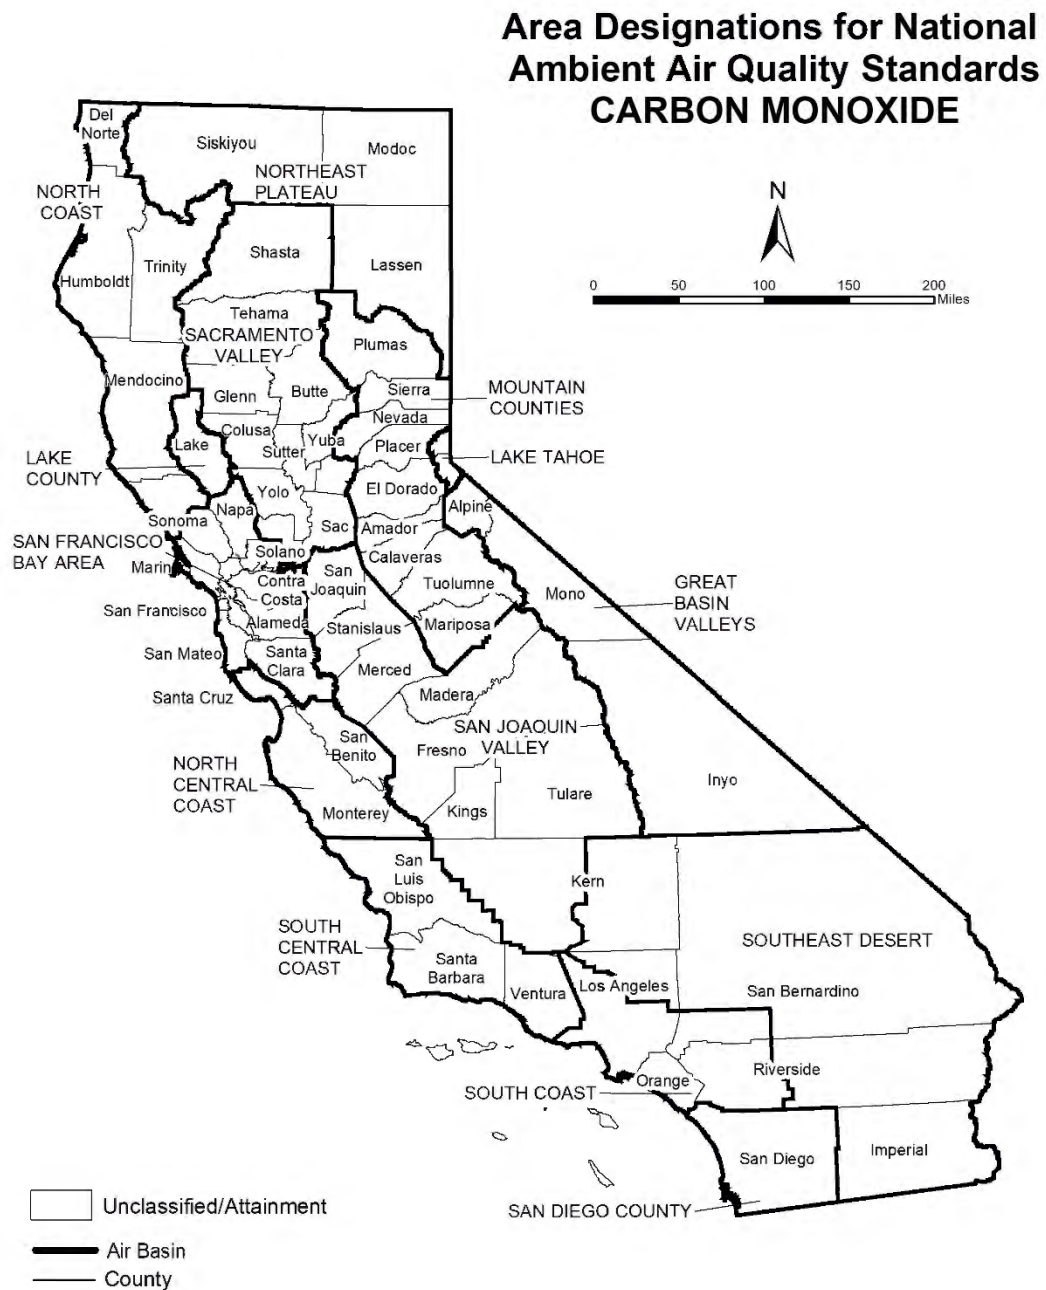 Area Designations for National
Ambient Air Quality Standards
CARBON MONOXIDE
Del
Norte
Siskiyou
Modoc
NORTHEAST
PLATEAU
NORTH
COAST
N
Shasta
Trinity
Lassen
Humboldt
0 50 100 150 200
Miles
Tehama
SACRAMENTO
VALLEY
Plumas
Mendocino
Glenn
Butte
Sierra
MOUNTAIN
COUNTIES
Nevada
Colusa
Yuba
Lake
Sutter
Placer
LAKE TAHOE
LAKE
COUNTY
Yolo
El Dorado
Napa
Alpine
Sonoma
Sac
Amador
SAN FRANCISCO
BAY AREA
Solano
Calaveras
Marin
Contra
Costa
San
Joaquin
Tuolumne
Mono
GREAT
BASIN
VALLEYS
San Francisco
Alameda
Stanislaus
Mariposa
San Mateo
Santa
Clara
Merced
Santa Cruz
Madera
SAN JOAQUIN
VALLEY
San
Benito
Fresno
NORTH
CENTRAL
COAST
Inyo
Tulare
Monterey
Kings
San
Luis
Obispo
Kern
SOUTH
CENTRAL
COAST
SOUTHEAST DESERT
Santa
Barbara
Ventura
Los Angeles
San Bernardino
Riverside
Orange
SOUTH COAST
San Diego
Imperial
SAN DIEGO COUNTY
Unclassified/Attainment
Air Basin
County